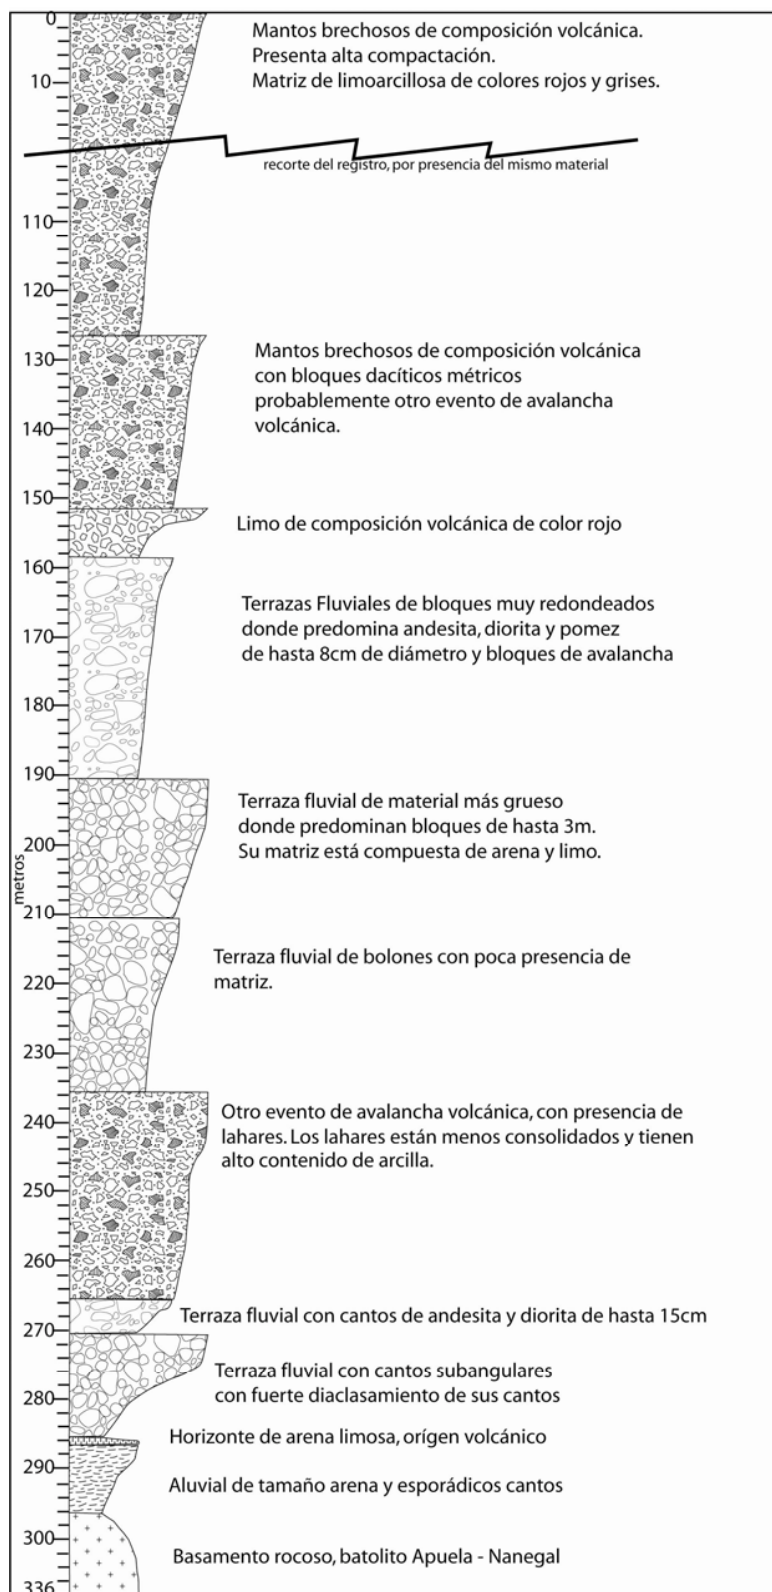 0
Mantos brechosos de composición volcánica.
Presenta alta compactación.
10
Matriz de limoarcillosa de colores rojos y grises.
recorte del registro, por presencia del mismo material
110
120
130
Mantos brechosos de composición volcánica
con bloques dacíticos métricos
probablemente otro evento de avalancha
140
volcánica.
150
Limo de composición volcánica de color rojo
160
Terrazas Fluviales de bloques muy redondeados
170
donde predomina andesita, diorita y pomez
de hasta 8cm de diámetro y bloques de avalancha
180
190
Terraza fluvial de material más grueso
donde predominan bloques de hasta 3m.
200
Su matriz está compuesta de arena y limo.
metros
210
Terraza fluvial de bolones con poca presencia de
220
matriz.
230
240
Otro evento de avalancha volcánica, con presencia de
lahares. Los lahares están menos consolidados y tienen
alto contenido de arcilla.
250
260
Terraza fluvial con cantos de andesita y diorita de hasta 15cm
270
Terraza fluvial con cantos subangulares
280
con fuerte diaclasamiento de sus cantos
Horizonte de arena limosa, orígen volcánico
290
Aluvial de tamaño arena y esporádicos cantos
300
Basamento rocoso, batolito Apuela - Nanegal
336